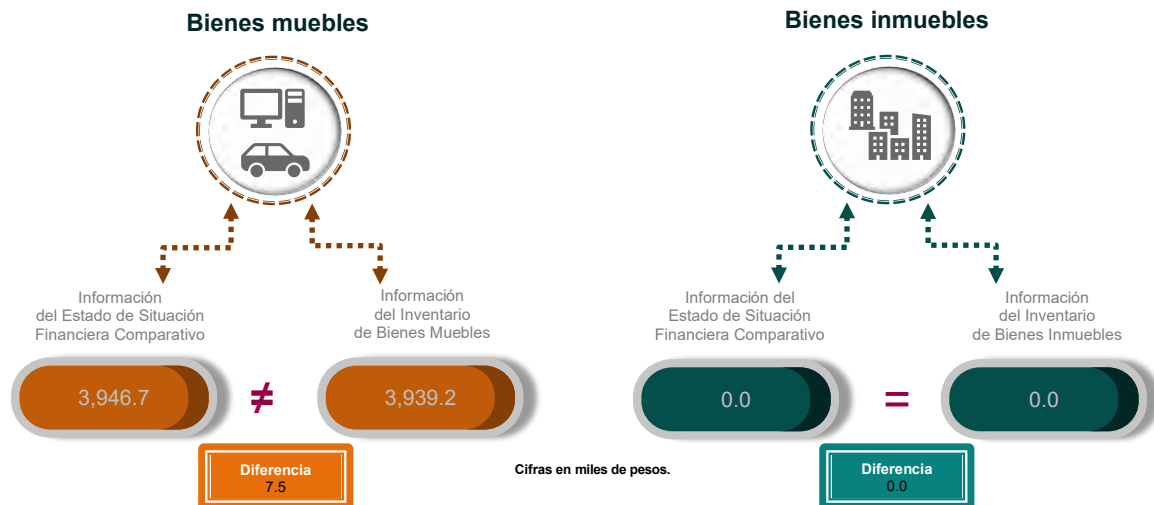 Bienes muebles
Información
del Estado de Situación
Financiera Comparativo
Información
del Inventario
de Bienes Muebles
3,946.7
≠
3,939.2
Diferencia
7.5
Cifras en miles de pesos.
Bienes inmuebles
Información del
Estado de Situación
Financiera Comparativo
Información
del Inventario
de Bienes Inmuebles
0.0
=
0.0
Diferencia
0.0